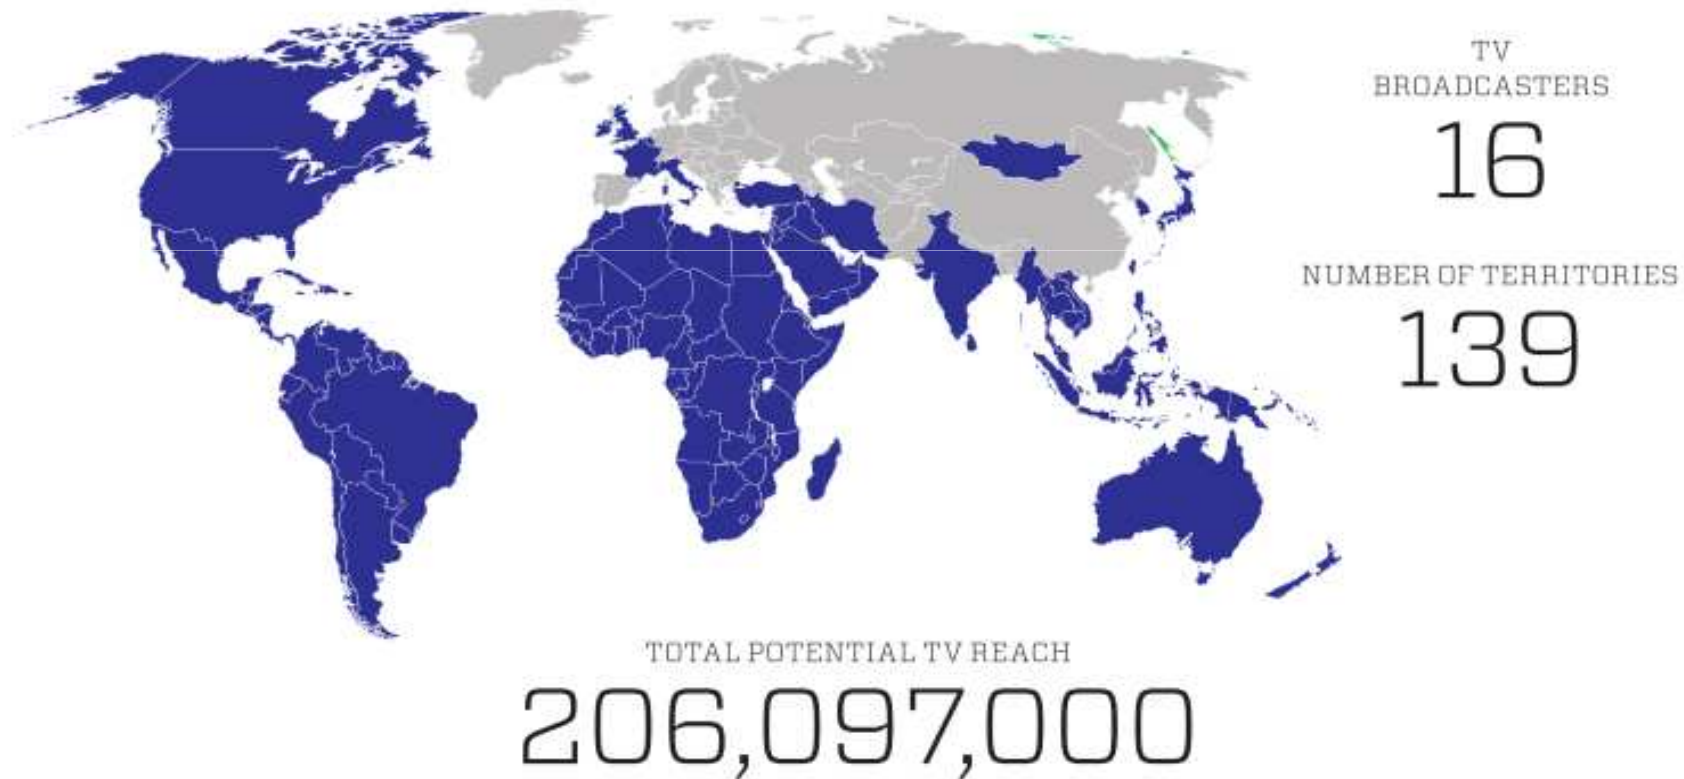 TV
BROADCASTERS
16
NUMBER OF TERRITORIES
139
TOTAL POTENTIAL TV REACH
206,097,000